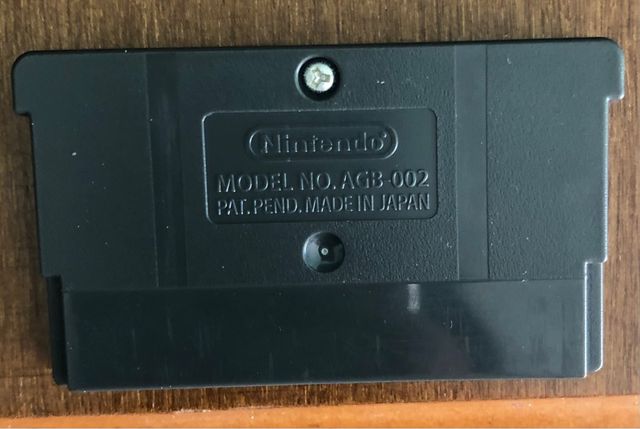 Nintendo®
MODEL NO. AGB-002
PAT. PEND. MADE IN JAPAN